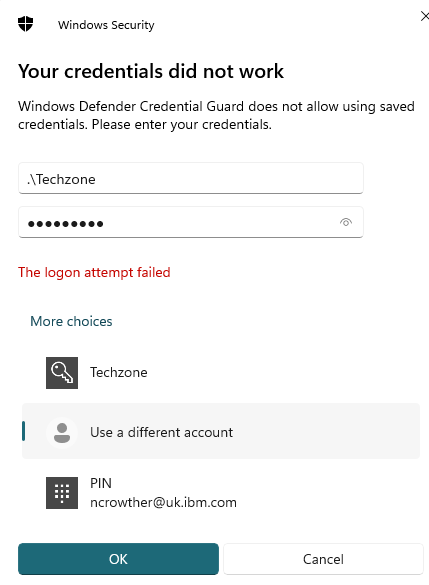 Windows Security
Your credentials did not work
Windows Defender Credential Guard does not allow using saved
credentials. Please enter your credentials.
.\Techzone
●●●●●●●●●
The logon attempt failed
More choices
Techzone
Use a different account
PIN
ncrowther@uk.ibm.com
OK
Cancel